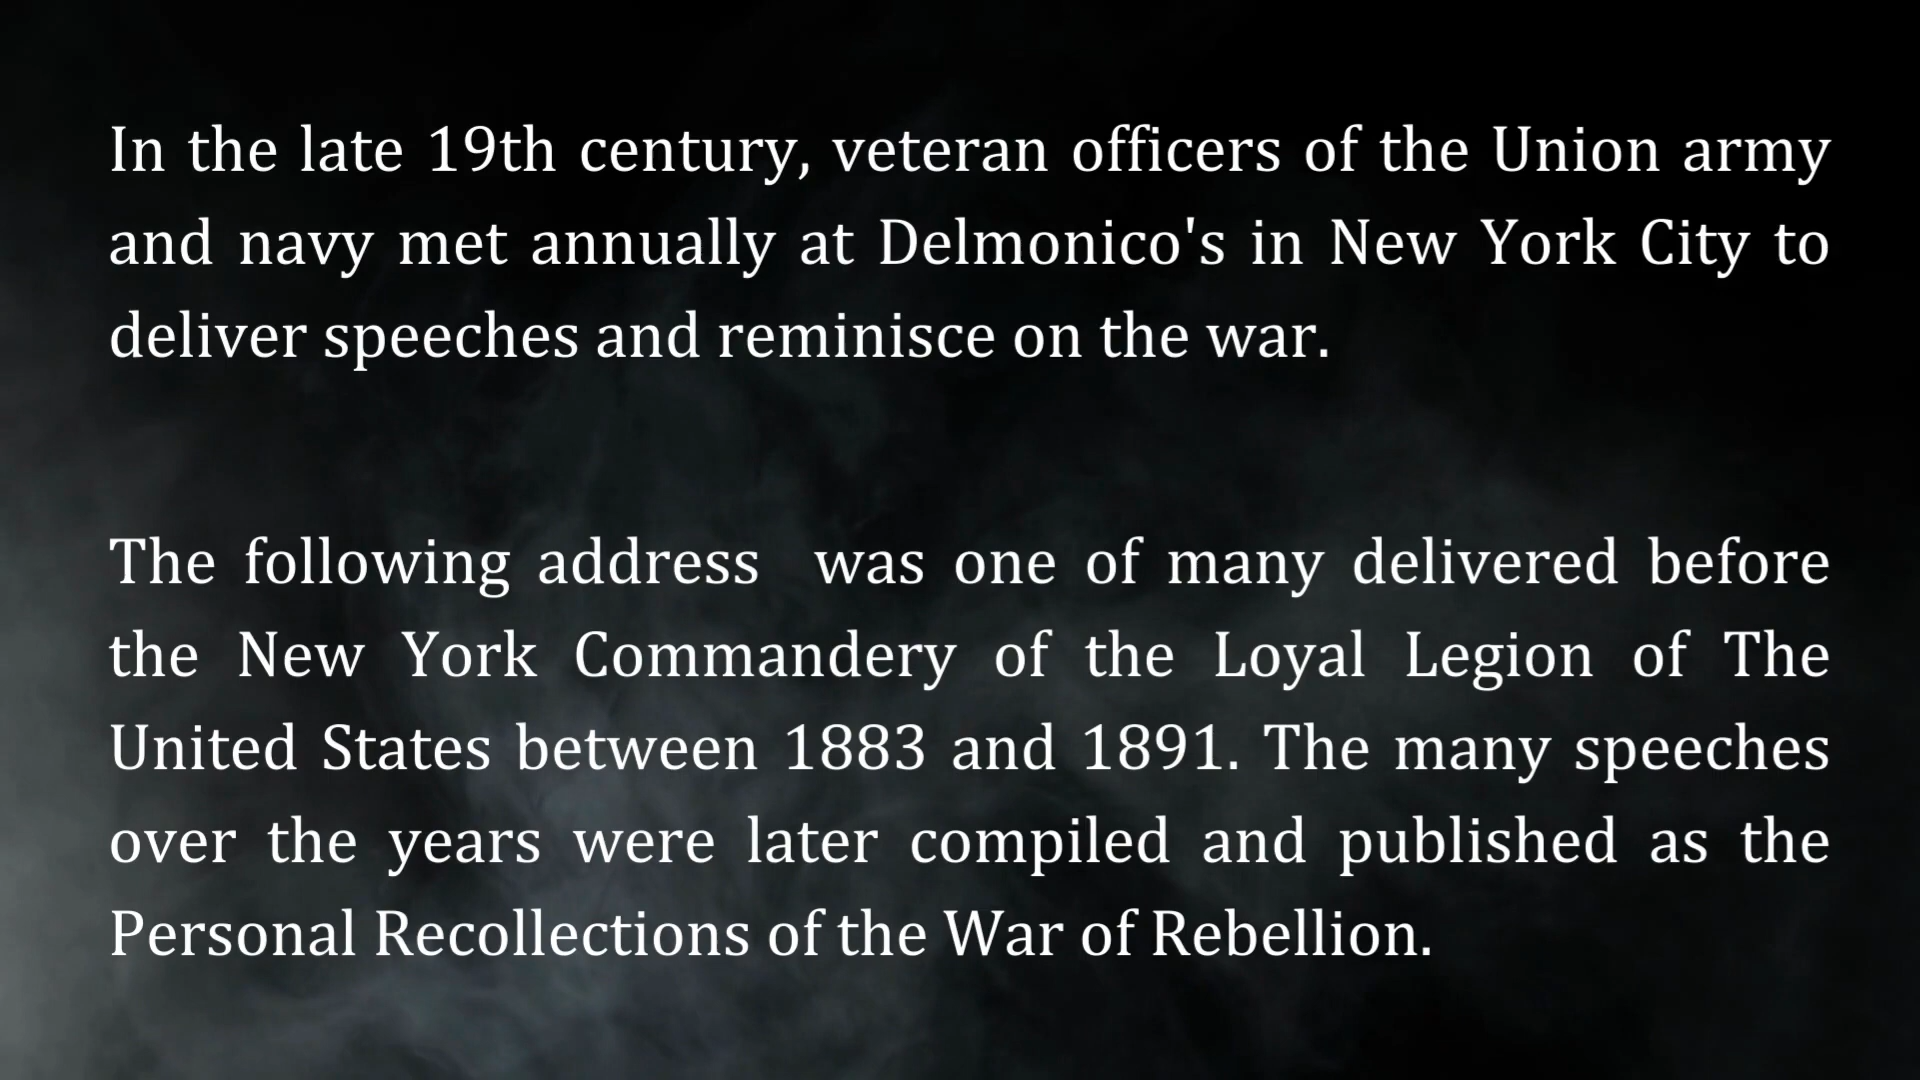 In the late 19th century, veteran officers of the Union army
and navy met annually at Delmonico's in New York City to
deliver speeches and reminisce on the war.
The following address  was one of many delivered before
the New York Commandery of the Loyal Legion of The
United States between 1883 and 1891. The many speeches
over the years were later compiled and published as the
Personal Recollections of the War of Rebellion.